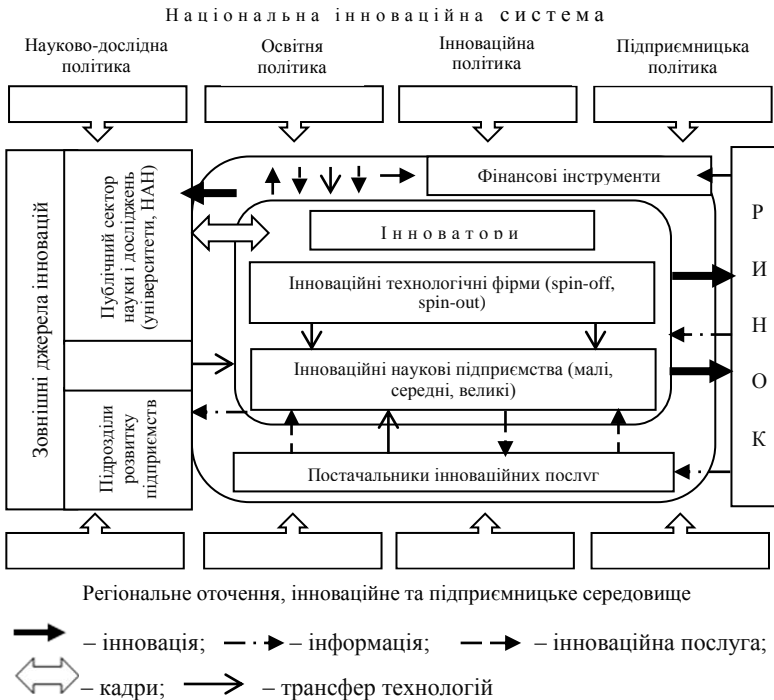 Національна інноваційна система
Науково-дослідна
політика
Освітня
політика
Інноваційна
політика
Підприємницька
політика
Зовнішні джерела інновацій
Публічний сектор
науки і досліджень
(університети, НАН)
Підрозділи
розвитку
підприємств
Фінансові інструменти
Інноватори
Інноваційні технологічні фірми (spin-off,
spin-out)
Інноваційні наукові підприємства (малі,
середні, великі)
Постачальники інноваційних послуг
РИНОК
Регіональне оточення, інноваційне та підприємницьке середовище
– інновація; – інформація; – інноваційна послуга;
– кадри; – трансфер технологій